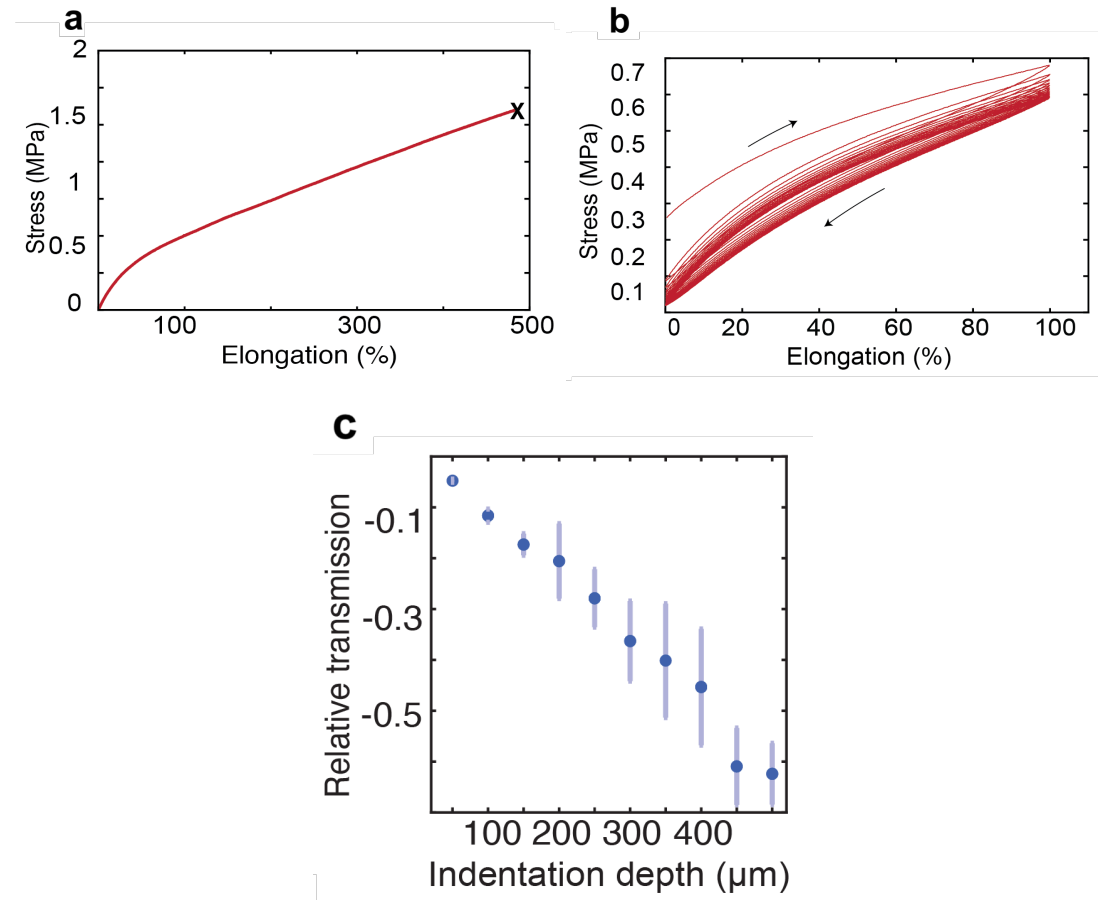 a
2
1.5
1
0.5
0
Stress (MPa)
X
100
300
500
Elongation (%)
b
0.7
0.6
0.5
0.4
0.3
0.2
0.1
Stress (MPa)
0
20
40
60
80
100
Elongation (%)
c
-0.1
-0.3
-0.5
Relative transmission
100 200 300 400
Indentation depth (µm)